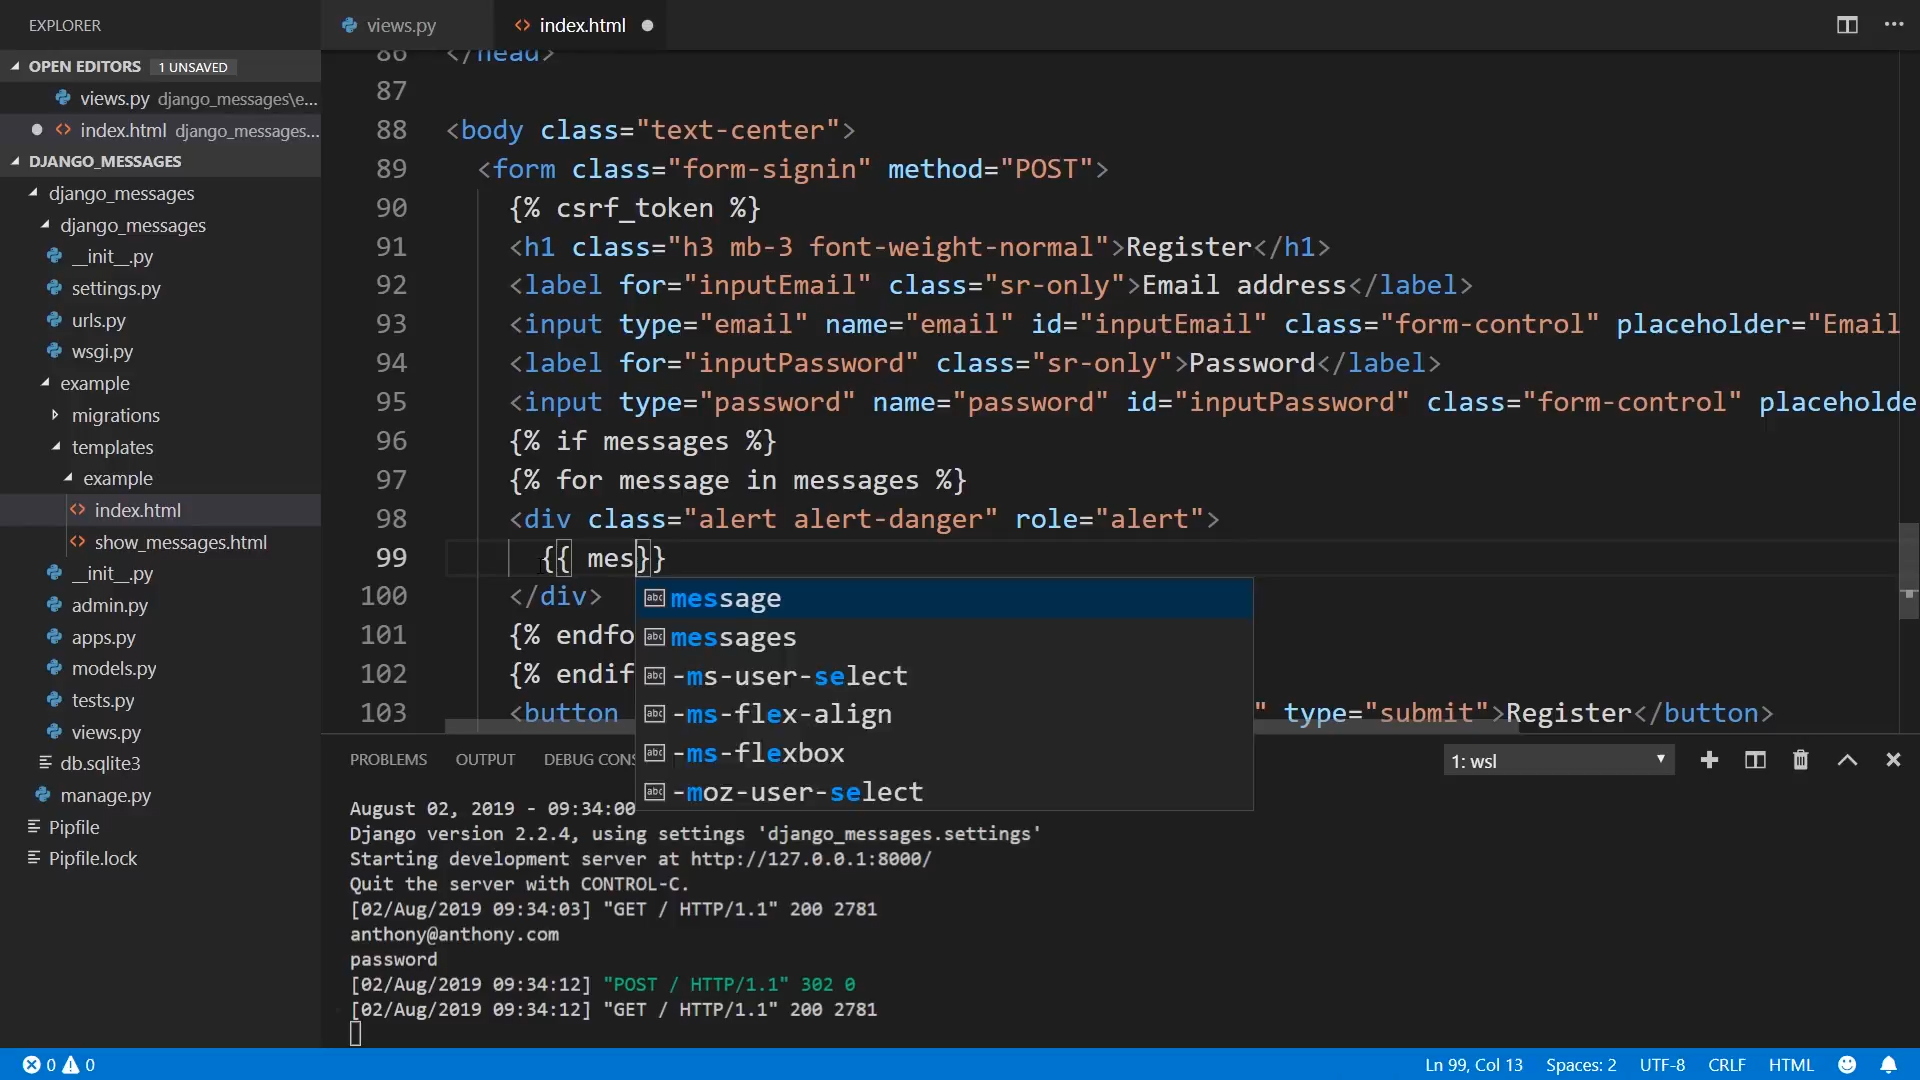 EXPLORER
OPEN EDITORS 1 UNSAVED
views.py django_messages\e...
index.html django_messages...
DJANGO_MESSAGES
django_messages
django_messages
__init__.py
settings.py
urls.py
wsgi.py
example
migrations
templates
example
index.html
show_messages.html
__init__.py
admin.py
apps.py
models.py
tests.py
views.py
db.sqlite3
manage.py
Pipfile
Pipfile.lock
views.py index.html
86 </head>
87
88 <body class="text-center">
89 <form class="form-signin" method="POST">
90 {% csrf_token %}
91 <h1 class="h3 mb-3 font-weight-normal">Register</h1>
92 <label for="inputEmail" class="sr-only">Email address</label>
93 <input type="email" name="email" id="inputEmail" class="form-control" placeholder="Email
94 <label for="inputPassword" class="sr-only">Password</label>
95 <input type="password" name="password" id="inputPassword" class="form-control" placeholde
96 {% if messages %}
97 {% for message in messages %}
98 <div class="alert alert-danger" role="alert">
99 {{ mes}}
100 </div>
101 {% endfo
102 {% endif
103 <button " type="submit">Register</button>
message
messages
-ms-user-select
-ms-flex-align
-ms-flexbox
-moz-user-select
PROBLEMS OUTPUT DEBUG CONS 1: wsl
August 02, 2019 - 09:34:00
Django version 2.2.4, using settings 'django_messages.settings'
Starting development server at http://127.0.0.1:8000/
Quit the server with CONTROL-C.
[02/Aug/2019 09:34:03] "GET / HTTP/1.1" 200 2781
anthony@anthony.com
password
[02/Aug/2019 09:34:12] "POST / HTTP/1.1" 302 0
[02/Aug/2019 09:34:12] "GET / HTTP/1.1" 200 2781
0 0 Ln 99, Col 13 Spaces: 2 UTF-8 CRLF HTML